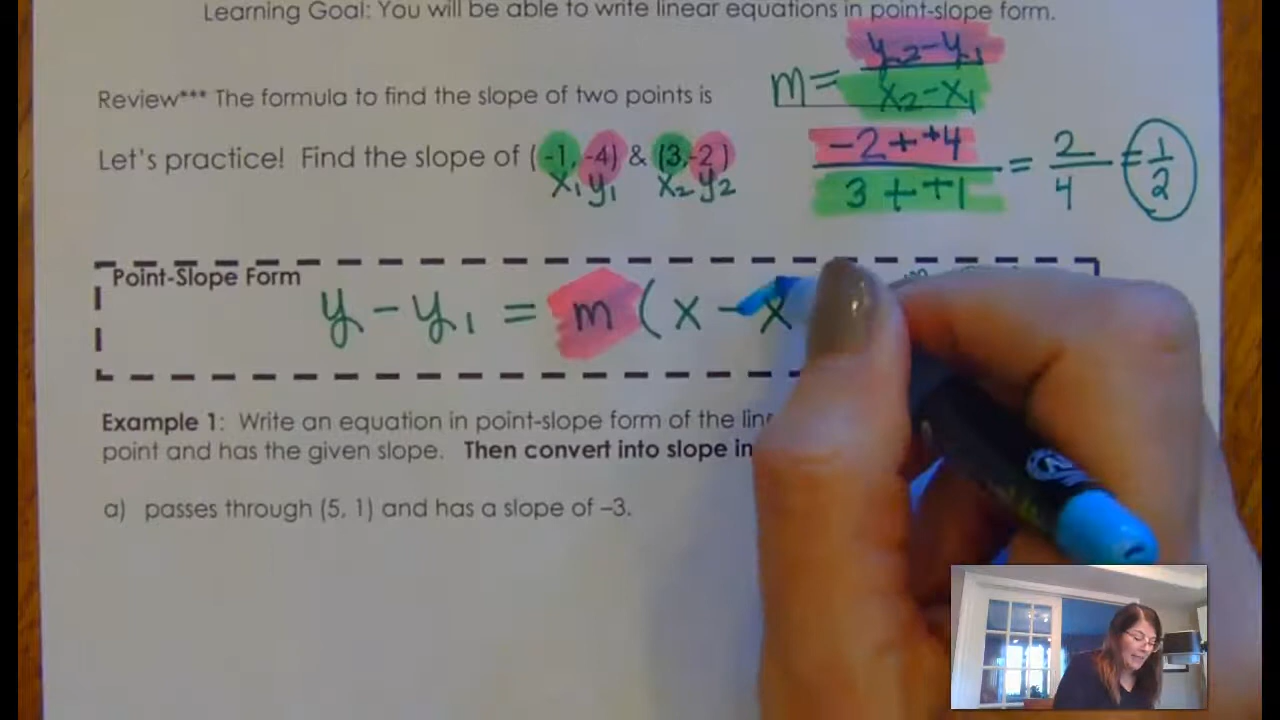 Learning Goal: You will be able to write linear equations in point-slope form.
Review*** The formula to find the slope of two points is
m = y2-y1
x2-x1
Let's practice! Find the slope of (-1, -4) & (3,-2)
x1 y1 x2 y2
-2++4
3++1
= 2/4 = 1/2
Point-Slope Form
y - y1 = m (x - x
Example 1: Write an equation in point-slope form of the line
point and has the given slope. Then convert into slope in
a) passes through (5, 1) and has a slope of -3.